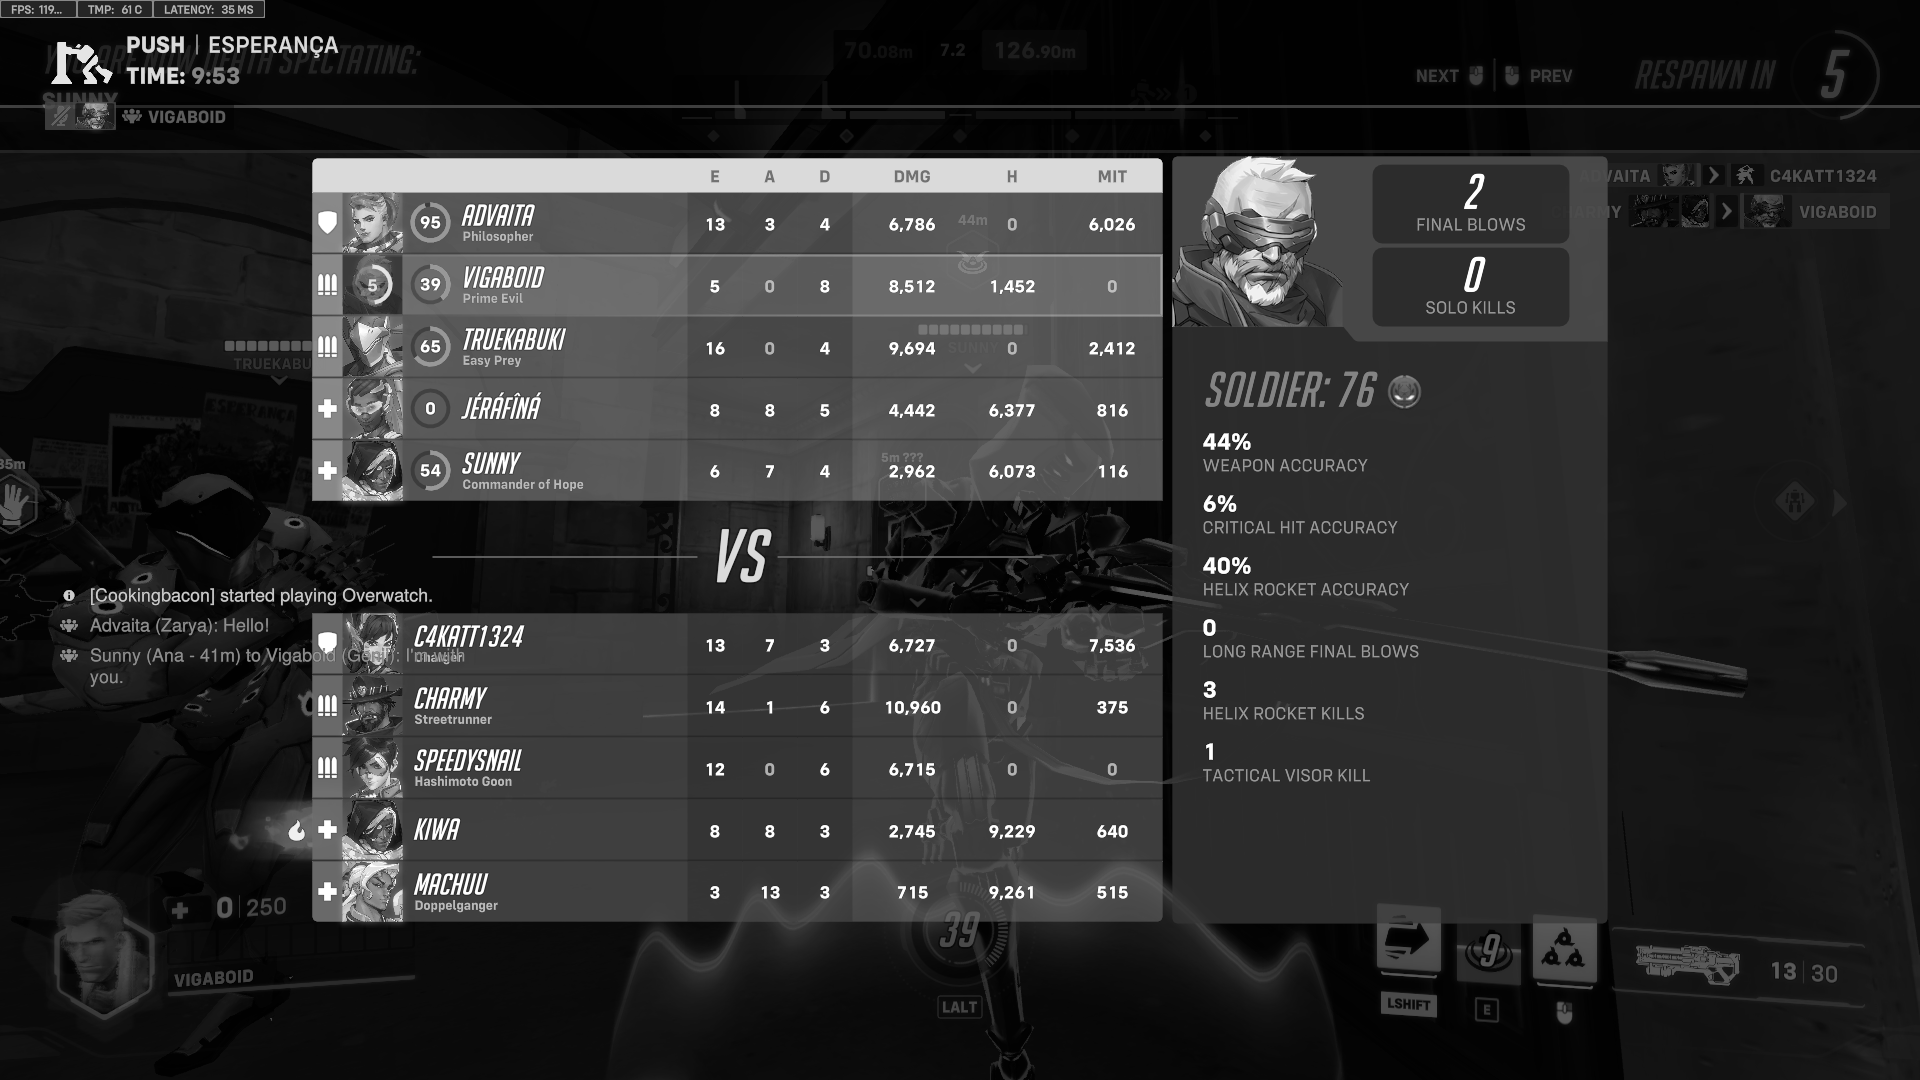 FPS: 119... TMP: 61 C LATENCY: 35 MS
PUSH | ESPERANÇA
TIME: 9:53
70.08m 7.2 126.90m
NEXT | PREV
RESPAWN IN 5
SUNNY
VIGABOID
ADVAITA C4KATT1324
CHARMY VIGABOID
E A D DMG H MIT
95 ADVAITA 13 3 4 6,786 0 6,026
Philosopher
44m
5 39 VIGABOID 5 0 8 8,512 1,452 0
Prime Evil
65 TRUEKABUKI 16 0 4 9,694 0 2,412
Easy Prey
SUNNY
TRUEKABU
0 JÉRÁFÎNÁ 8 8 5 4,442 6,377 816
ESPERANÇA
54 SUNNY 6 7 4 2,962 6,073 116
Commander of Hope
5m ???
35m
VS
[Cookingbacon] started playing Overwatch.
Advaita (Zarya): Hello!
Sunny (Ana - 41m) to Vigaboid (Genji): I'm with
you.
C4KATT1324 13 7 3 6,727 0 7,536
Charger
CHARMY 14 1 6 10,960 0 375
Streetrunner
SPEEDYSNAIL 12 0 6 6,715 0 0
Hashimoto Goon
KIWA 8 8 3 2,745 9,229 640
MACHUU 3 13 3 715 9,261 515
Doppelganger
2
FINAL BLOWS
0
SOLO KILLS
SOLDIER: 76
44%
WEAPON ACCURACY
6%
CRITICAL HIT ACCURACY
40%
HELIX ROCKET ACCURACY
0
LONG RANGE FINAL BLOWS
3
HELIX ROCKET KILLS
1
TACTICAL VISOR KILL
0 | 250
VIGABOID
39
LALT
LSHIFT
9
E
13 | 30